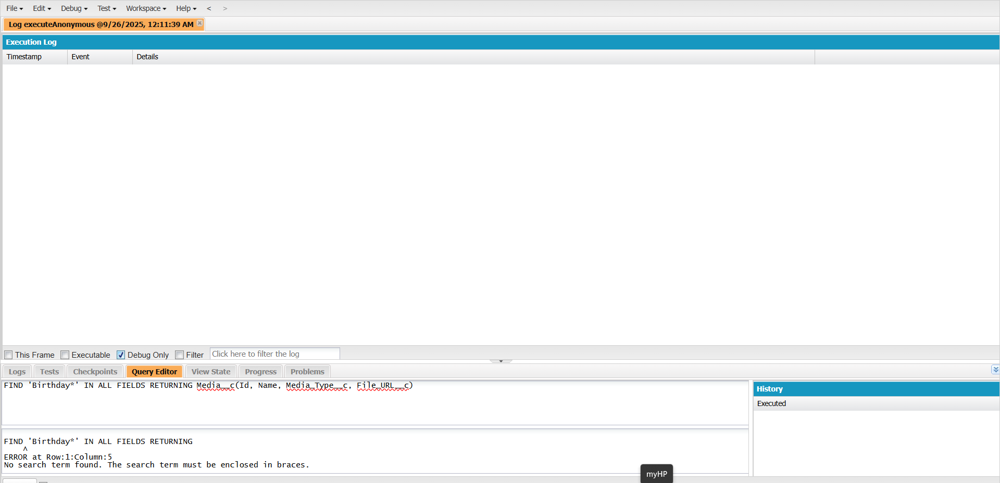 File Edit Debug Test Workspace Help < >
Log executeAnonymous @9/26/2025, 12:11:39 AM
Execution Log
Timestamp Event Details
This Frame Executable Debug Only Filter Click here to filter the log
Logs Tests Checkpoints Query Editor View State Progress Problems
FIND 'Birthday*' IN ALL FIELDS RETURNING Media__c(Id, Name, Media_Type__c, File_URL__c)
History
Executed
FIND 'Birthday*' IN ALL FIELDS RETURNING
^
ERROR at Row:1:Column:5
No search term found. The search term must be enclosed in braces.
myHP